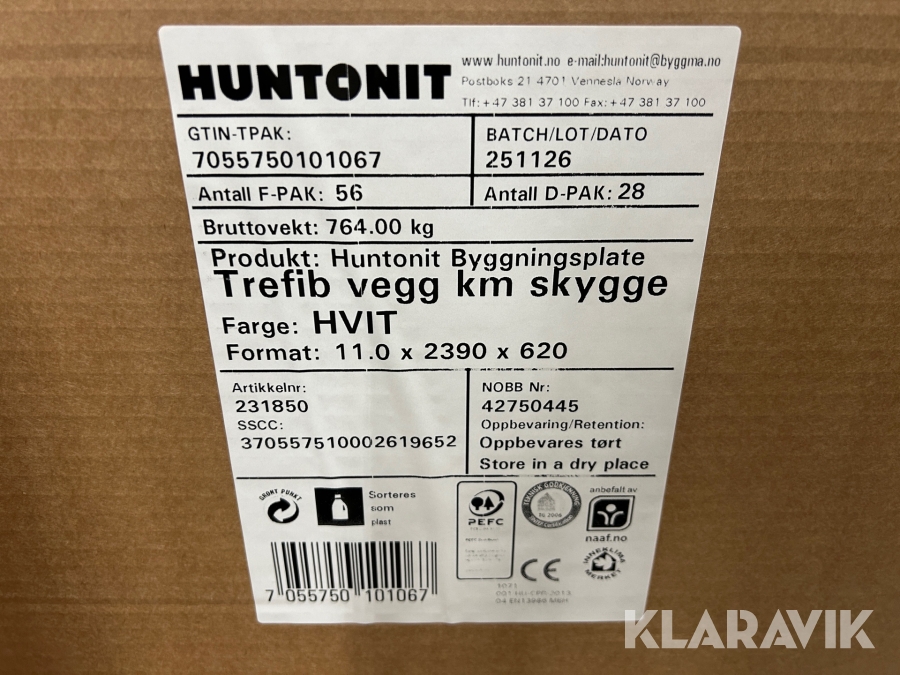 HUNTONIT
www.huntonit.no e-mail:huntonit@byggma.no
Postboks 21 4701 Vennesla Norway
Tlf: +47 381 37 100 Fax: +47 381 37 100
GTIN-TPAK:
7055750101067
BATCH/LOT/DATO
251126
Antall F-PAK: 56
Antall D-PAK: 28
Bruttovekt: 764.00 kg
Produkt: Huntonit Byggningsplate
Trefib vegg km skygge
Farge: HVIT
Format: 11.0 x 2390 x 620
Artikkelnr:
231850
SSCC:
370557510002619652
NOBB Nr:
42750445
Oppbevaring/Retention:
Oppbevares tørt
Store in a dry place
GRØNT PUNKT
Sorteres
som
plast
PEFC
TEKNISK GODKJENNING
anbefalt av
naaf.no
INNEKLIMA
MERKET
CE
7 055750 101067
KLARAVIK